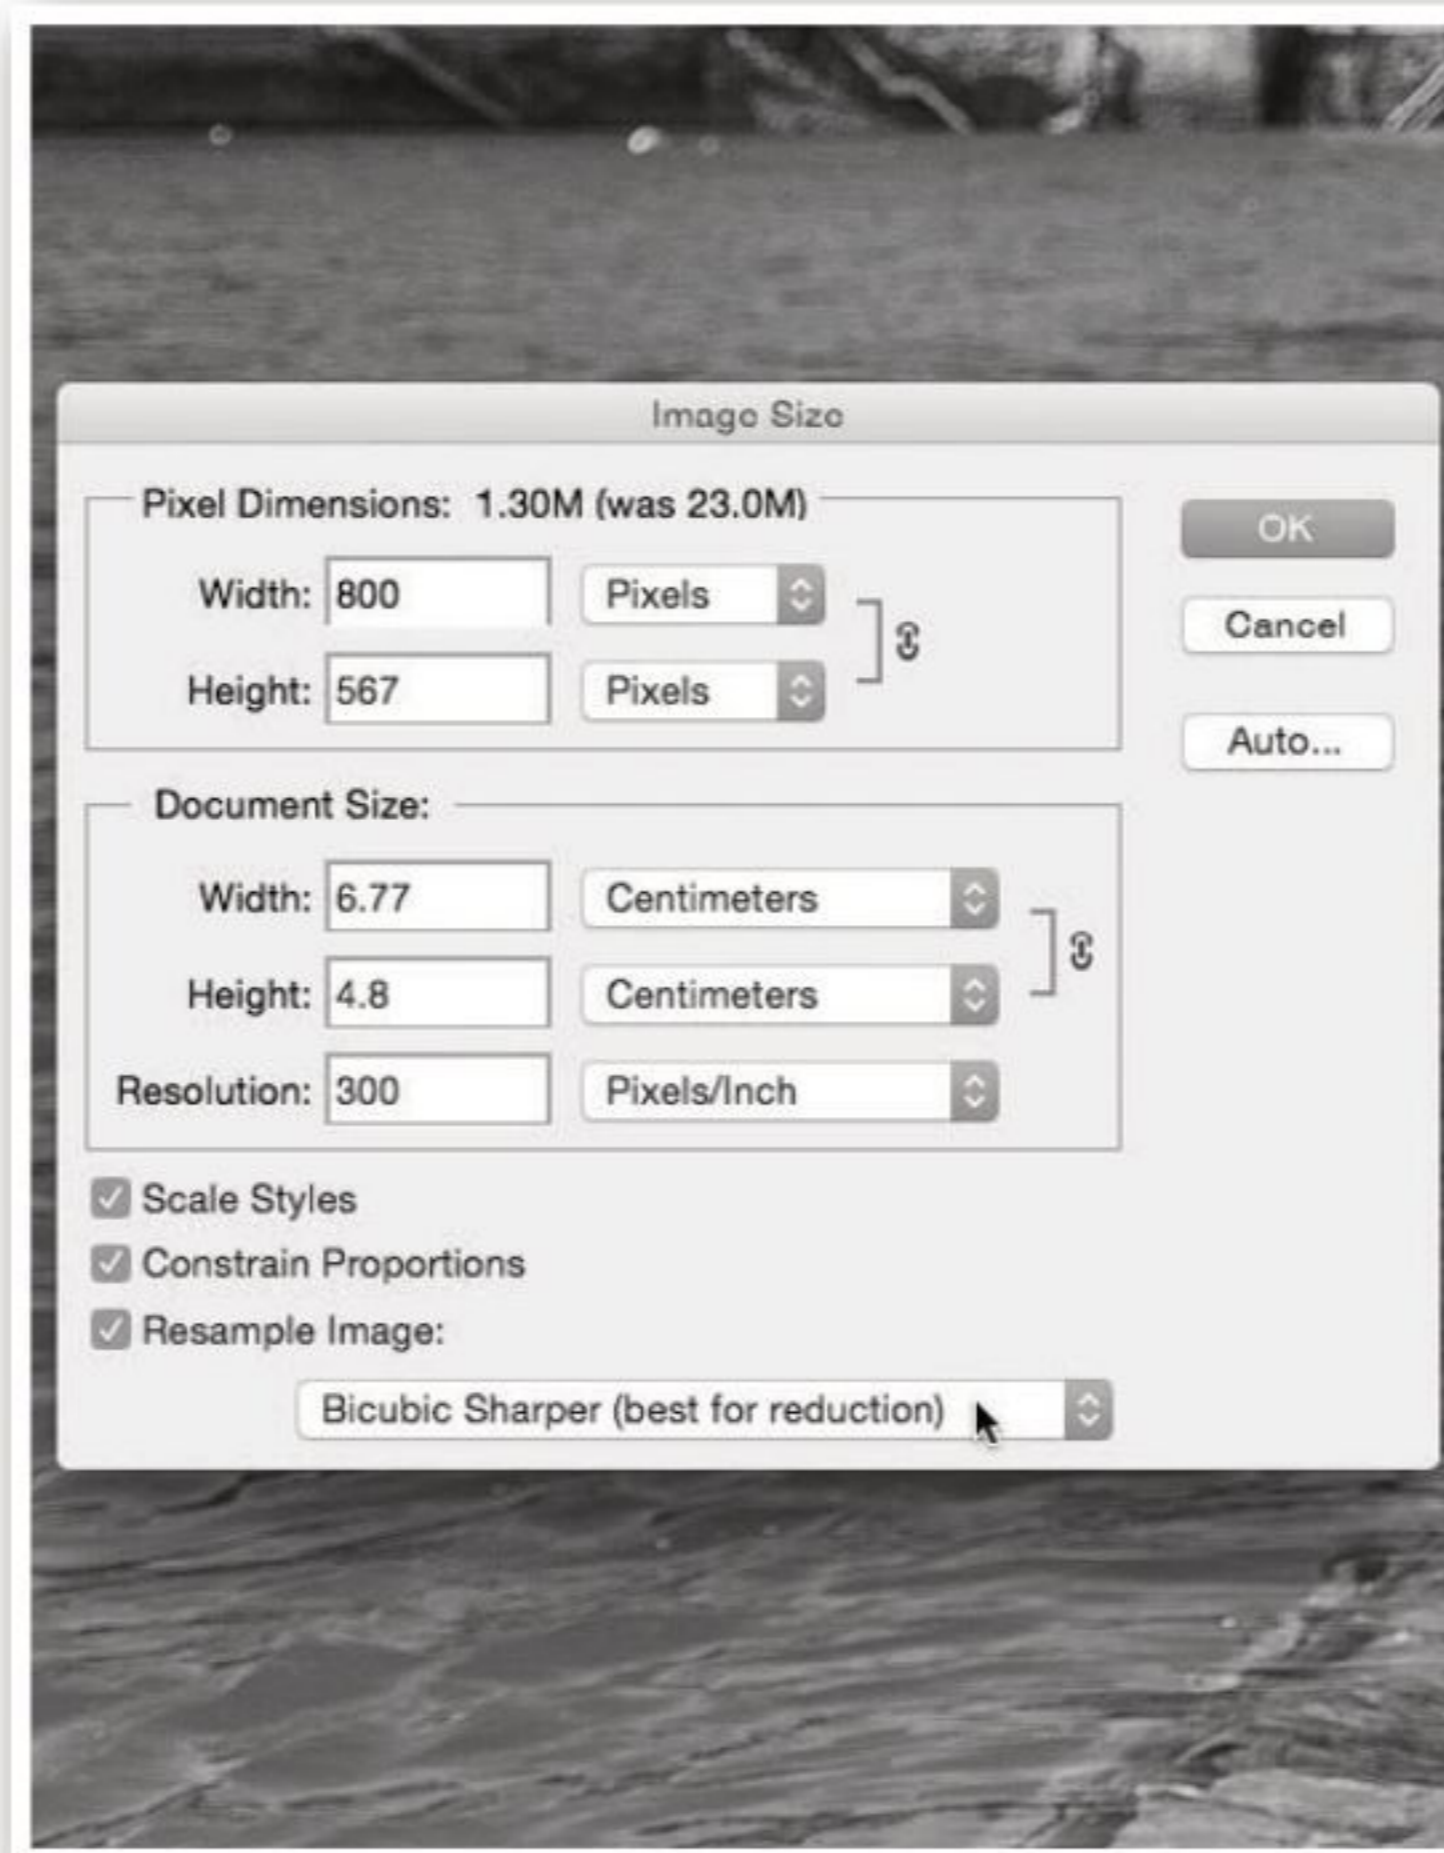 Image Size
Pixel Dimensions: 1.30M (was 23.0M)
OK
Width: 800 Pixels
Cancel
Height: 567 Pixels
Auto...
Document Size:
Width: 6.77 Centimeters
Height: 4.8 Centimeters
Resolution: 300 Pixels/Inch
Scale Styles
Constrain Proportions
Resample Image:
Bicubic Sharper (best for reduction)